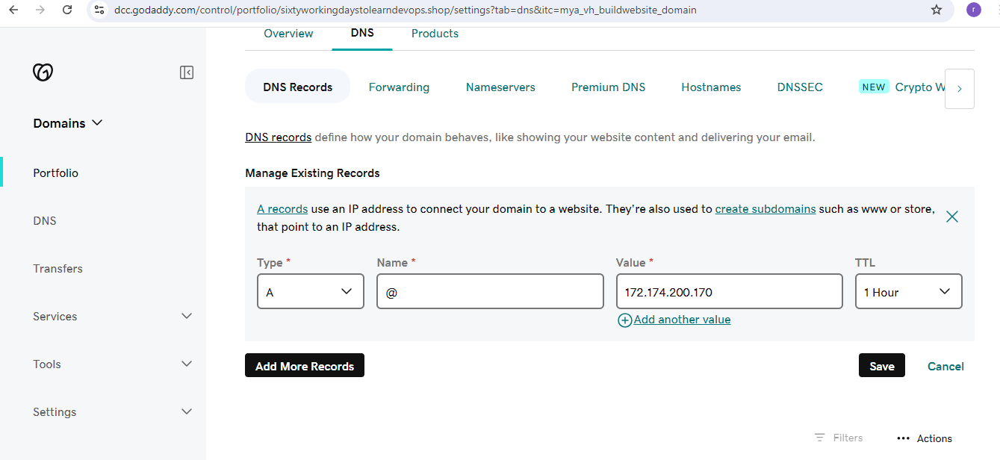 dcc.godaddy.com/control/portfolio/sixtyworkingdaystolearndevops.shop/settings?tab=dns&itc=mya_vh_buildwebsite_domain
r
Overview DNS Products
DNS Records Forwarding Nameservers Premium DNS Hostnames DNSSEC NEW Crypto W
Domains
DNS records define how your domain behaves, like showing your website content and delivering your email.
Portfolio
Manage Existing Records
A records use an IP address to connect your domain to a website. They're also used to create subdomains such as www or store,
that point to an IP address.
DNS
Type * Name * Value * TTL
Transfers
A @ 172.174.200.170 1 Hour
Services
Add another value
Tools
Add More Records Save Cancel
Settings
Filters ••• Actions